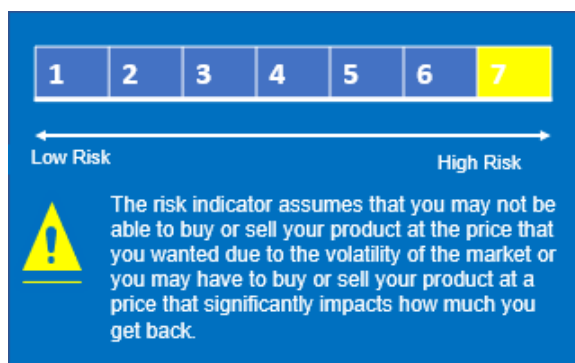 1 2 3 4 5 6 7
Low Risk High Risk
The risk indicator assumes that you may not be
able to buy or sell your product at the price that
you wanted due to the volatility of the market or
you may have to buy or sell your product at a
price that significantly impacts how much you
get back.